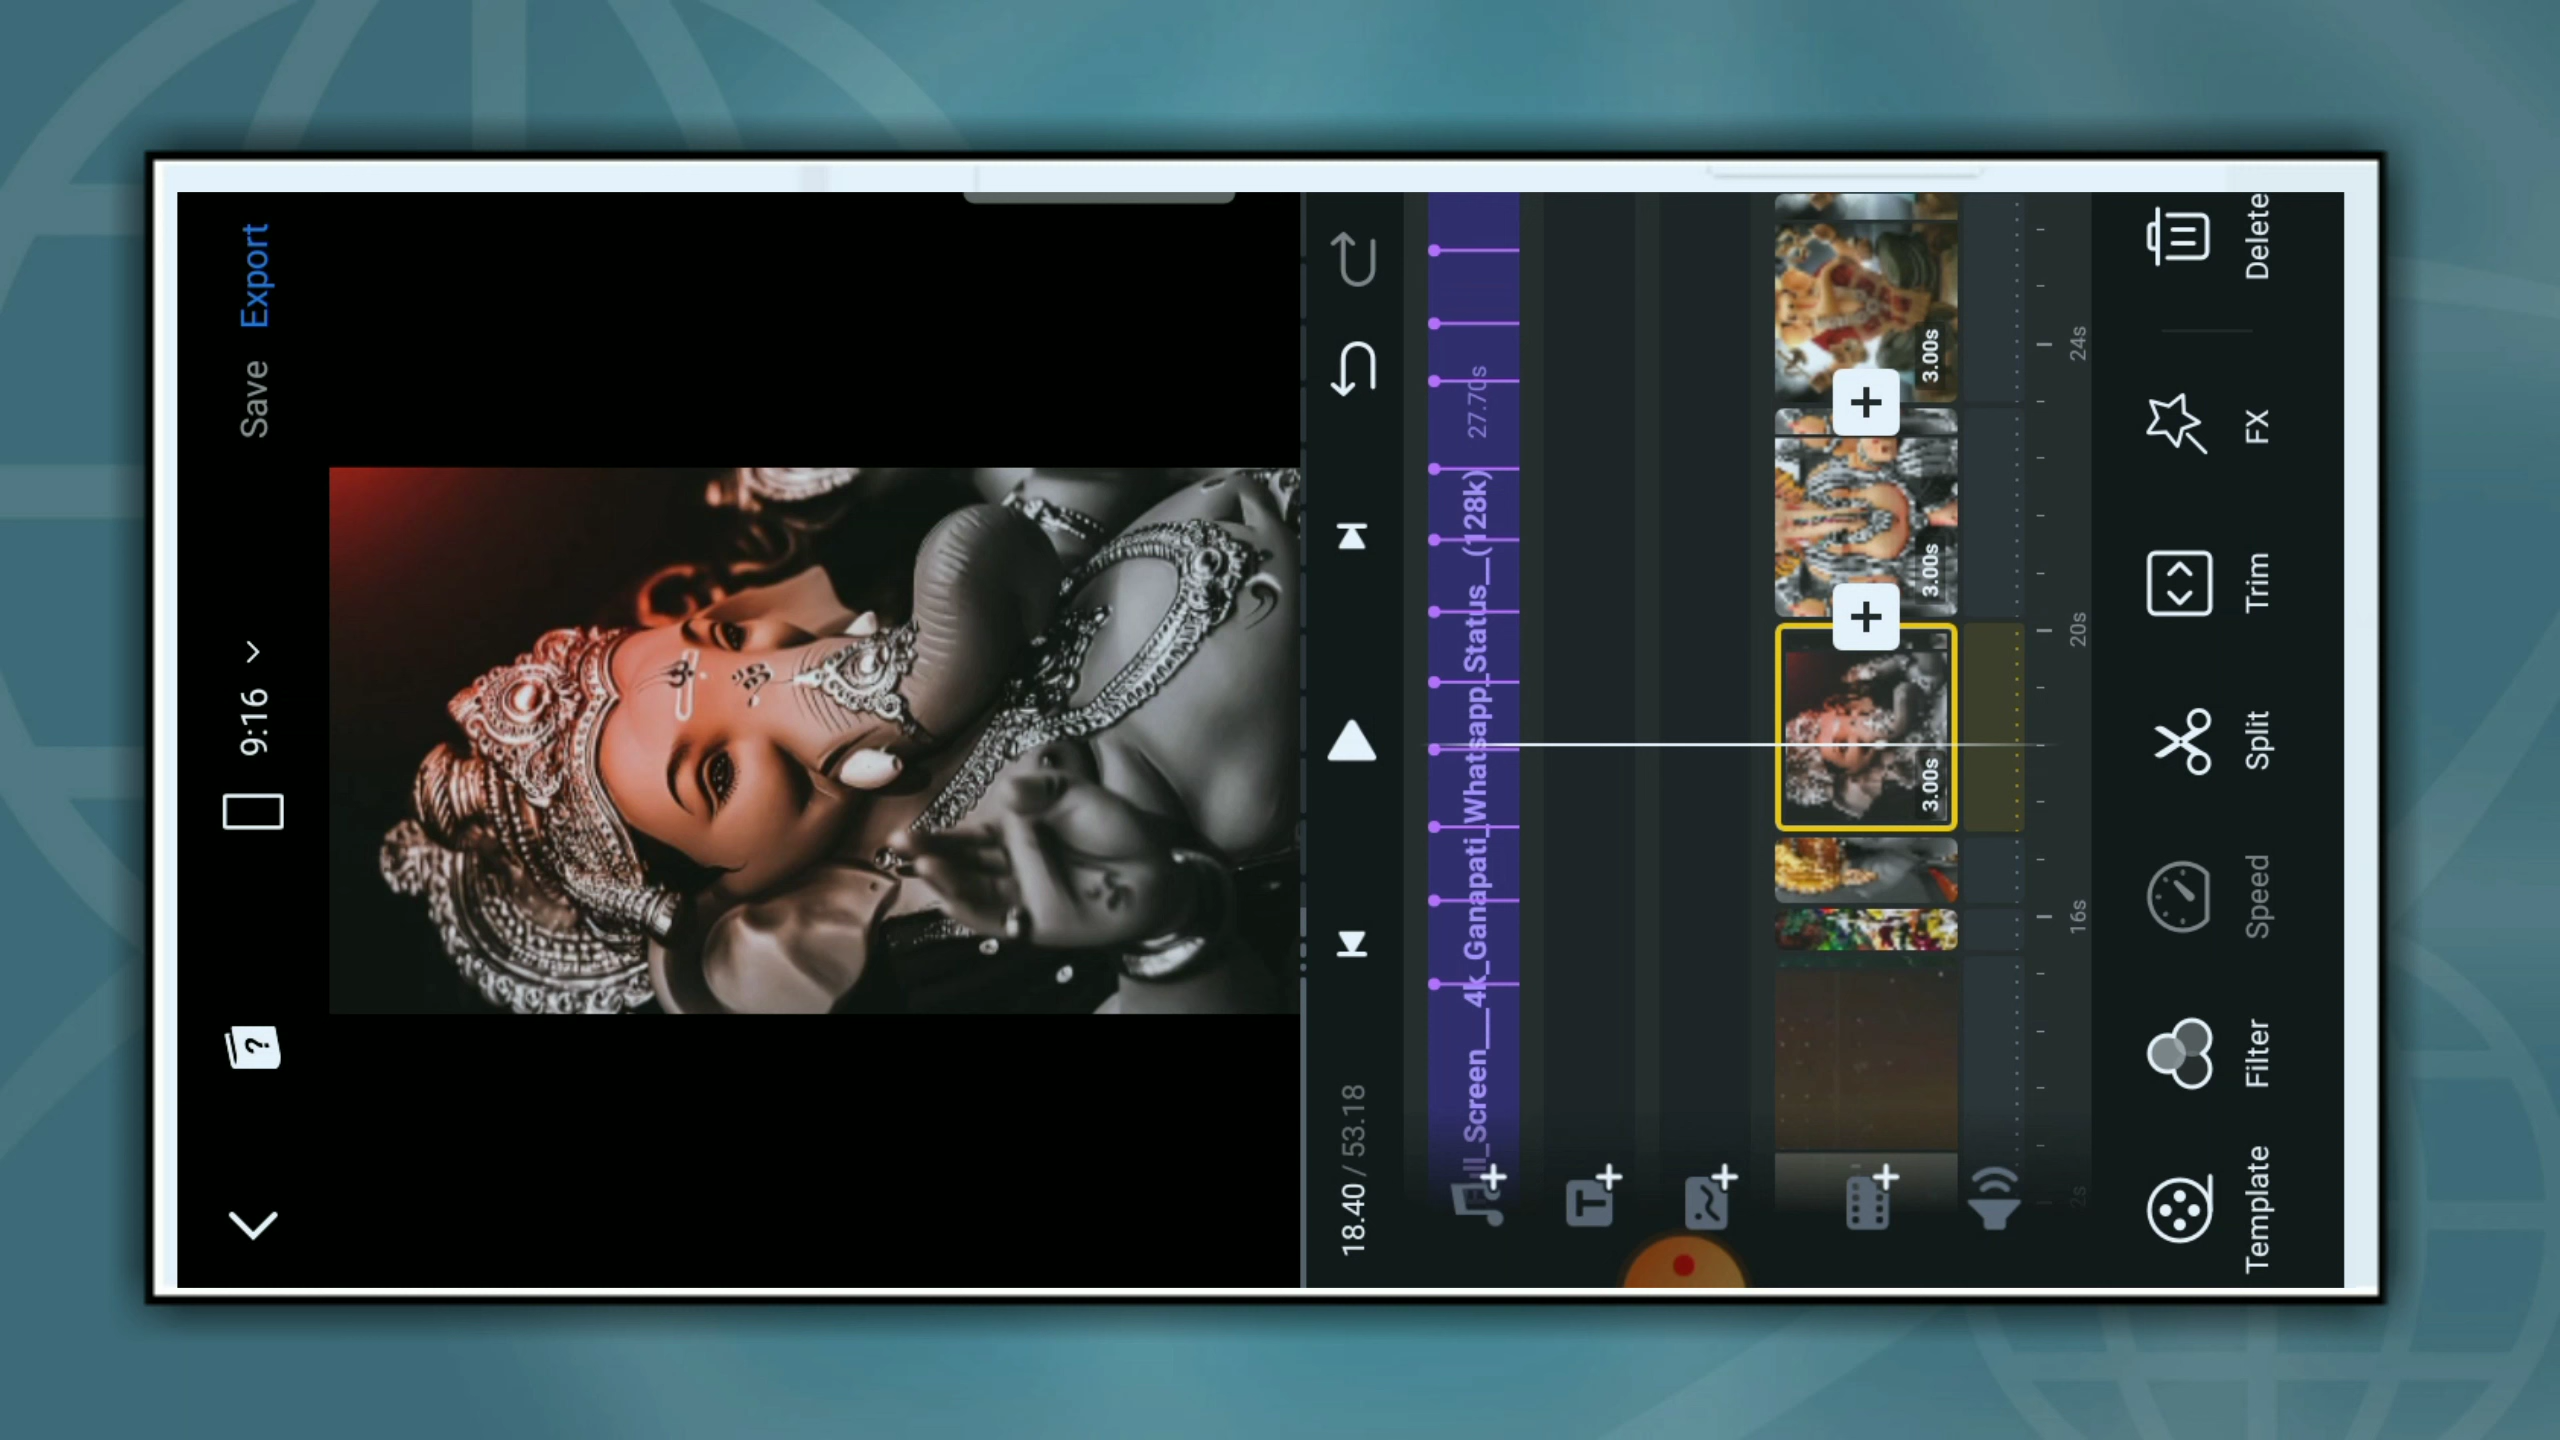 9:16
Save
Export
18.40 / 53.18
ll_Screen__4k_Ganapati_Whatsapp_Status_(128k)
27.70s
3.00s
3.00s
3.00s
16s
20s
24s
Template
Filter
Speed
Split
Trim
FX
Delete